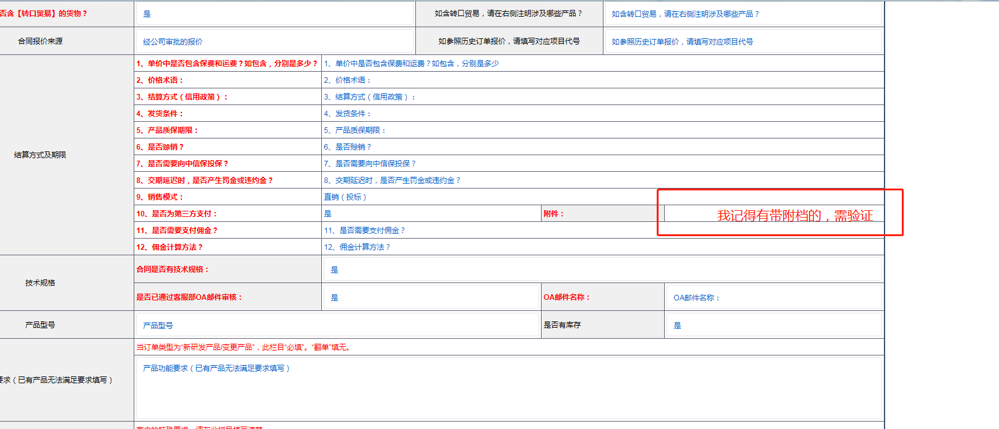 否含【转口贸易】的货物？ 是 如含转口贸易，请在右侧注明涉及哪些产品？ 如含转口贸易，请在右侧注明涉及哪些产品？
合同报价来源 经公司审批的报价 如参照历史订单报价，请填写对应项目代号 如参照历史订单报价，请填写对应项目代号
结算方式及期限
1、单价中是否包含保费和运费？如包含，分别是多少？ 1、单价中是否包含保费和运费？如包含，分别是多少
2、价格术语： 2、价格术语：
3、结算方式（信用政策）： 3、结算方式（信用政策）：
4、发货条件： 4、发货条件：
5、产品质保期限： 5、产品质保期限：
6、是否赊销？ 6、是否赊销？
7、是否需要向中信保投保？ 7、是否需要向中信保投保？
8、交期延迟时，是否产生罚金或违约金？ 8、交期延迟时，是否产生罚金或违约金？
9、销售模式： 直销（投标）
10、是否为第三方支付： 是 附件： 我记得有带附档的，需验证
11、是否需要支付佣金？ 11、是否需要支付佣金？
12、佣金计算方法？ 12、佣金计算方法？
技术规格
合同是否有技术规格： 是
是否已通过客服部OA邮件审核： 是 OA邮件名称： OA邮件名称：
产品型号 产品型号 是否有库存 是
当订单类型为“新研发产品/变更产品”，此栏目“必填”。“翻单”填无。
要求（已有产品无法满足要求填写） 产品功能要求（已有产品无法满足要求填写）